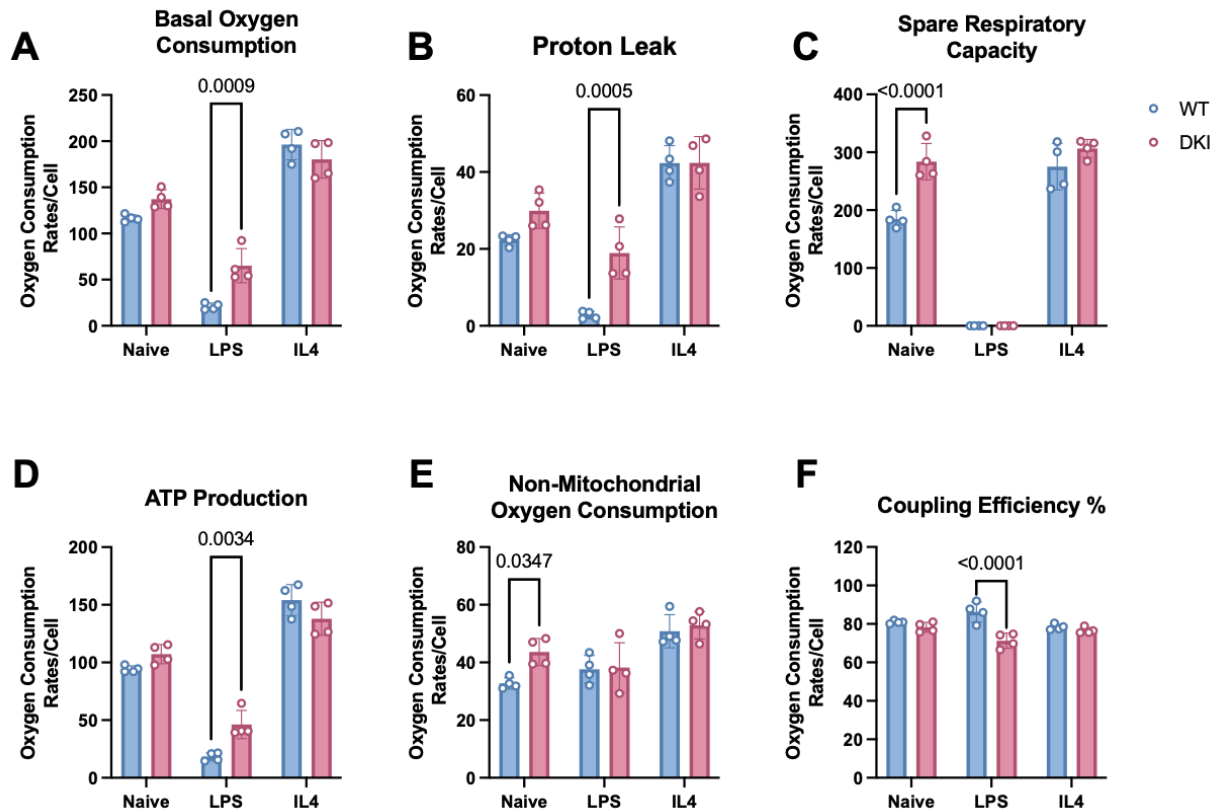 A
Basal Oxygen
Consumption
Oxygen Consumption
Rates/Cell
250
200
150
100
50
0
0.0009
Naive
LPS
IL4
B
Proton Leak
Oxygen Consumption
Rates/Cell
60
40
20
0
0.0005
Naive
LPS
IL4
C
Spare Respiratory
Capacity
Oxygen Consumption
Rates/Cell
400
300
200
100
0
<0.0001
Naive
LPS
IL4
WT
DKI
D
ATP Production
Oxygen Consumption
Rates/Cell
200
150
100
50
0
0.0034
Naive
LPS
IL4
E
Non-Mitochondrial
Oxygen Consumption
Oxygen Consumption
Rates/Cell
80
60
40
20
0
0.0347
Naive
LPS
IL4
F
Coupling Efficiency %
Oxygen Consumption
Rates/Cell
120
100
80
60
40
20
0
<0.0001
Naive
LPS
IL4